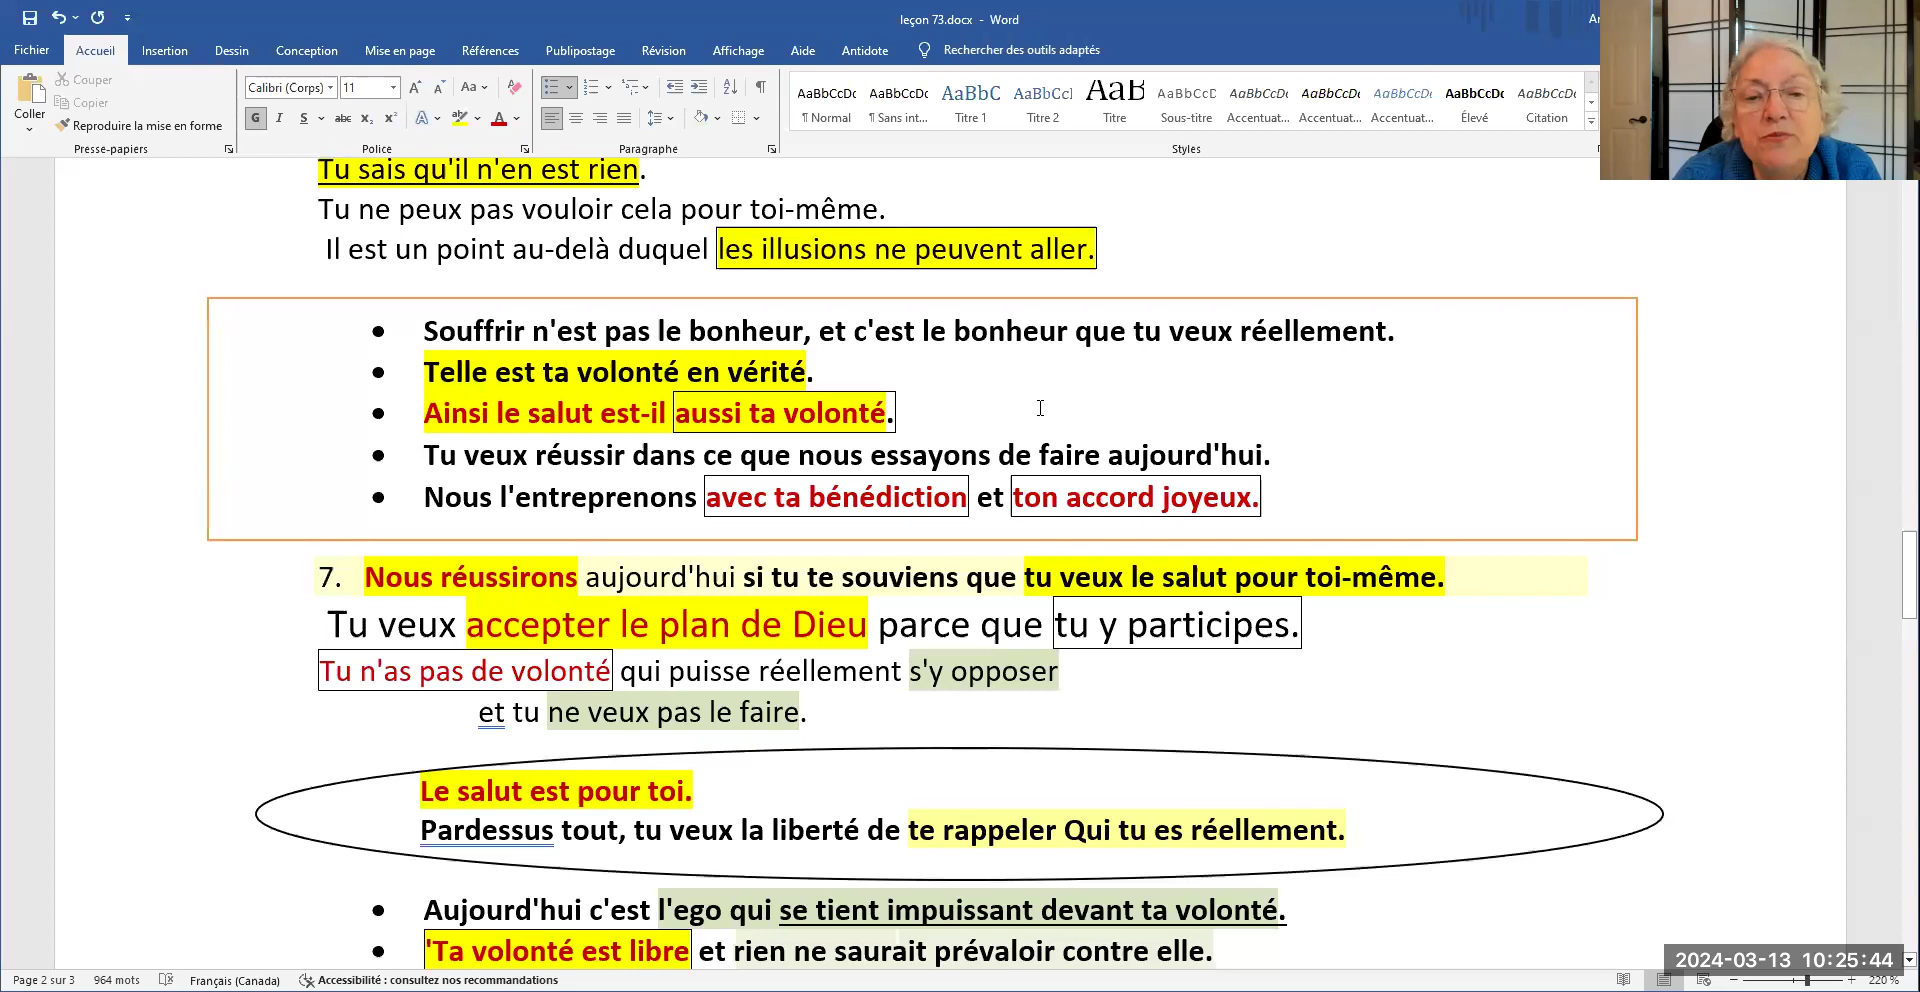 leçon 73.docx - Word
Fichier Accueil Insertion Dessin Conception Mise en page Références Publipostage Révision Affichage Aide Antidote Rechercher des outils adaptés
Couper
Copier
Coller
Reproduire la mise en forme
Calibri (Corps) 11
AaBbCcDc AaBbCcDc AaBbC AaBbCcI AaB AaBbCcD AaBbCcDc AaBbCcDc AaBbCcDc AaBbCcDc AaBbCcDc
¶ Normal ¶ Sans int... Titre 1 Titre 2 Titre Sous-titre Accentuat... Accentuat... Accentuat... Élevé Citation
Presse-papiers Police Paragraphe Styles
Tu sais qu'il n'en est rien.
Tu ne peux pas vouloir cela pour toi-même.
Il est un point au-delà duquel les illusions ne peuvent aller.
• Souffrir n'est pas le bonheur, et c'est le bonheur que tu veux réellement.
• Telle est ta volonté en vérité.
• Ainsi le salut est-il aussi ta volonté.
• Tu veux réussir dans ce que nous essayons de faire aujourd'hui.
• Nous l'entreprenons avec ta bénédiction et ton accord joyeux.
7. Nous réussirons aujourd'hui si tu te souviens que tu veux le salut pour toi-même.
Tu veux accepter le plan de Dieu parce que tu y participes.
Tu n'as pas de volonté qui puisse réellement s'y opposer
et tu ne veux pas le faire.
Le salut est pour toi.
Pardessus tout, tu veux la liberté de te rappeler Qui tu es réellement.
• Aujourd'hui c'est l'ego qui se tient impuissant devant ta volonté.
• 'Ta volonté est libre et rien ne saurait prévaloir contre elle.
2024-03-13 10:25:44
Page 2 sur 3 964 mots Français (Canada) Accessibilité : consultez nos recommandations 220 %